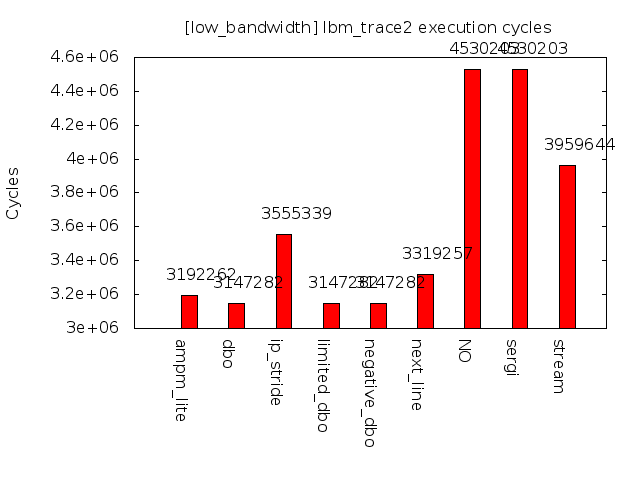 [low_bandwidth] lbm_trace2 execution cycles
Cycles
4.6e+06
4.4e+06
4.2e+06
4e+06
3.8e+06
3.6e+06
3.4e+06
3.2e+06
3e+06
3192262
3147282
3555339
3147282
3147282
3319257
4530203
4530203
3959644
ampm_lite
dbo
ip_stride
limited_dbo
negative_dbo
next_line
NO
sergi
stream